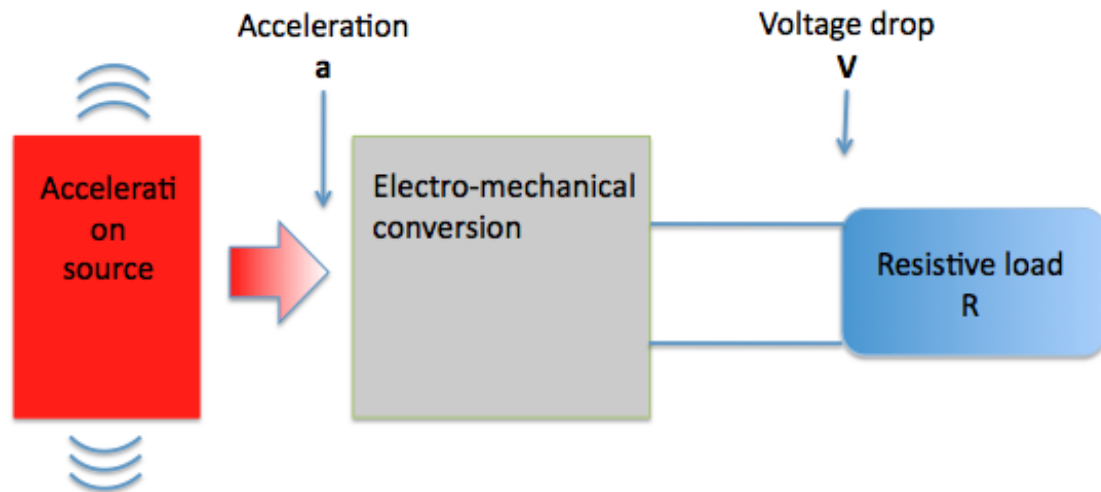 Acceleration
a
Voltage drop
V
Accelerati
on
source
Electro-mechanical
conversion
Resistive load
R